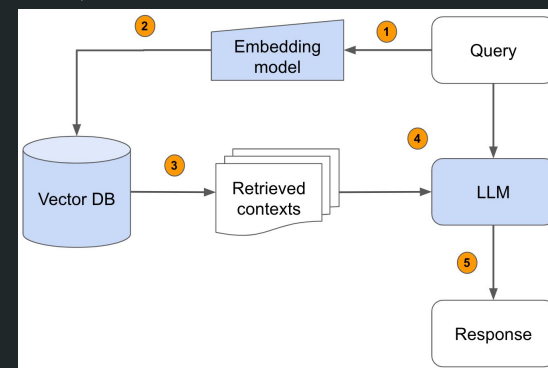 2
1
Embedding
model
Query
4
3
Vector DB
Retrieved
contexts
LLM
5
Response